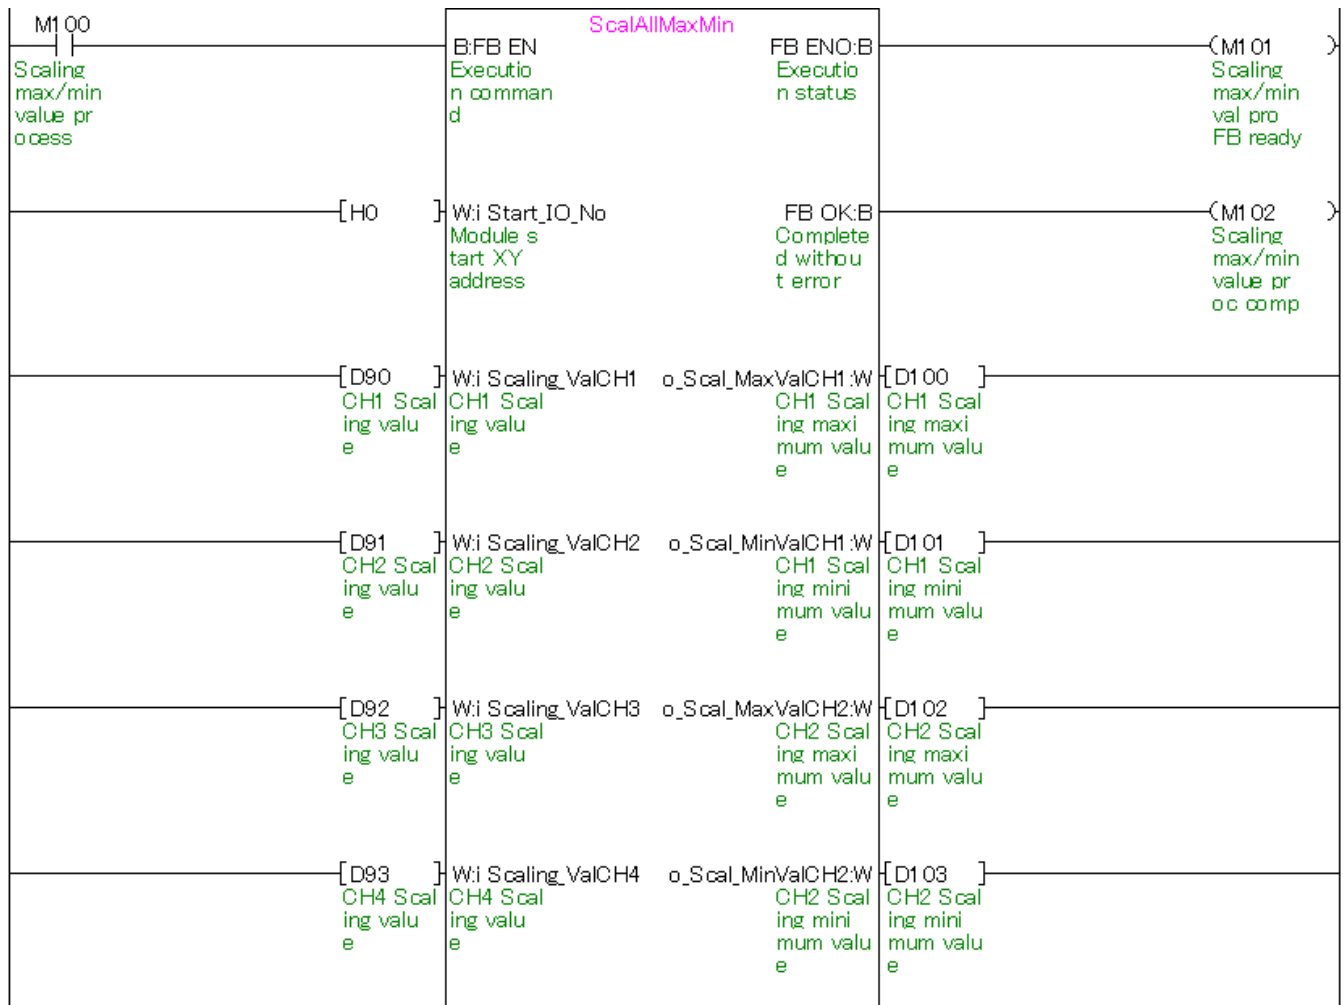 M100
ScalAllMaxMin
B:FB EN
FB ENO:B
(M101 )
Scaling
max/min
value pr
ocess
Executio
n comman
d
Executio
n status
Scaling
max/min
val pro
FB ready
[H0 ]
W:i Start_IO_No
FB OK:B
(M102 )
Module s
tart XY
address
Complete
d withou
t error
Scaling
max/min
value pr
oc comp
[D90 ]
W:i Scaling_ValCH1
o_Scal_MaxValCH1:W
[D100 ]
CH1 Scal
ing valu
e
CH1 Scal
ing valu
e
CH1 Scal
ing maxi
mum valu
e
CH1 Scal
ing maxi
mum valu
e
[D91 ]
W:i Scaling_ValCH2
o_Scal_MinValCH1:W
[D101 ]
CH2 Scal
ing valu
e
CH2 Scal
ing valu
e
CH1 Scal
ing mini
mum valu
e
CH1 Scal
ing mini
mum valu
e
[D92 ]
W:i Scaling_ValCH3
o_Scal_MaxValCH2:W
[D102 ]
CH3 Scal
ing valu
e
CH3 Scal
ing valu
e
CH2 Scal
ing maxi
mum valu
e
CH2 Scal
ing maxi
mum valu
e
[D93 ]
W:i Scaling_ValCH4
o_Scal_MinValCH2:W
[D103 ]
CH4 Scal
ing valu
e
CH4 Scal
ing valu
e
CH2 Scal
ing mini
mum valu
e
CH2 Scal
ing mini
mum valu
e